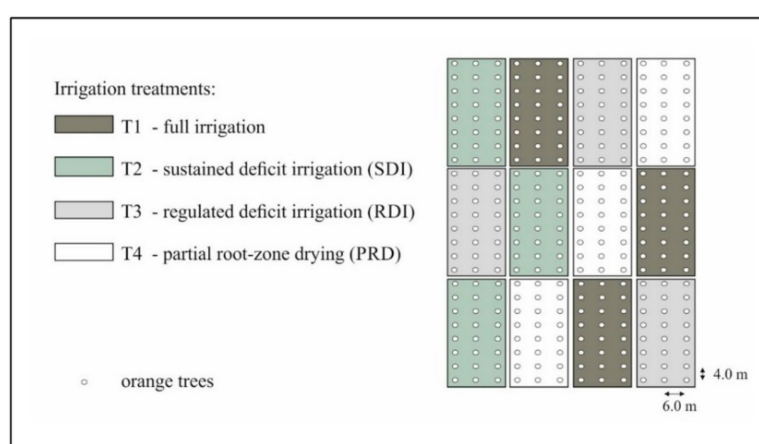 Irrigation treatments:
T1 - full irrigation
T2 - sustained deficit irrigation (SDI)
T3 - regulated deficit irrigation (RDI)
T4 - partial root-zone drying (PRD)
orange trees
4.0 m
6.0 m